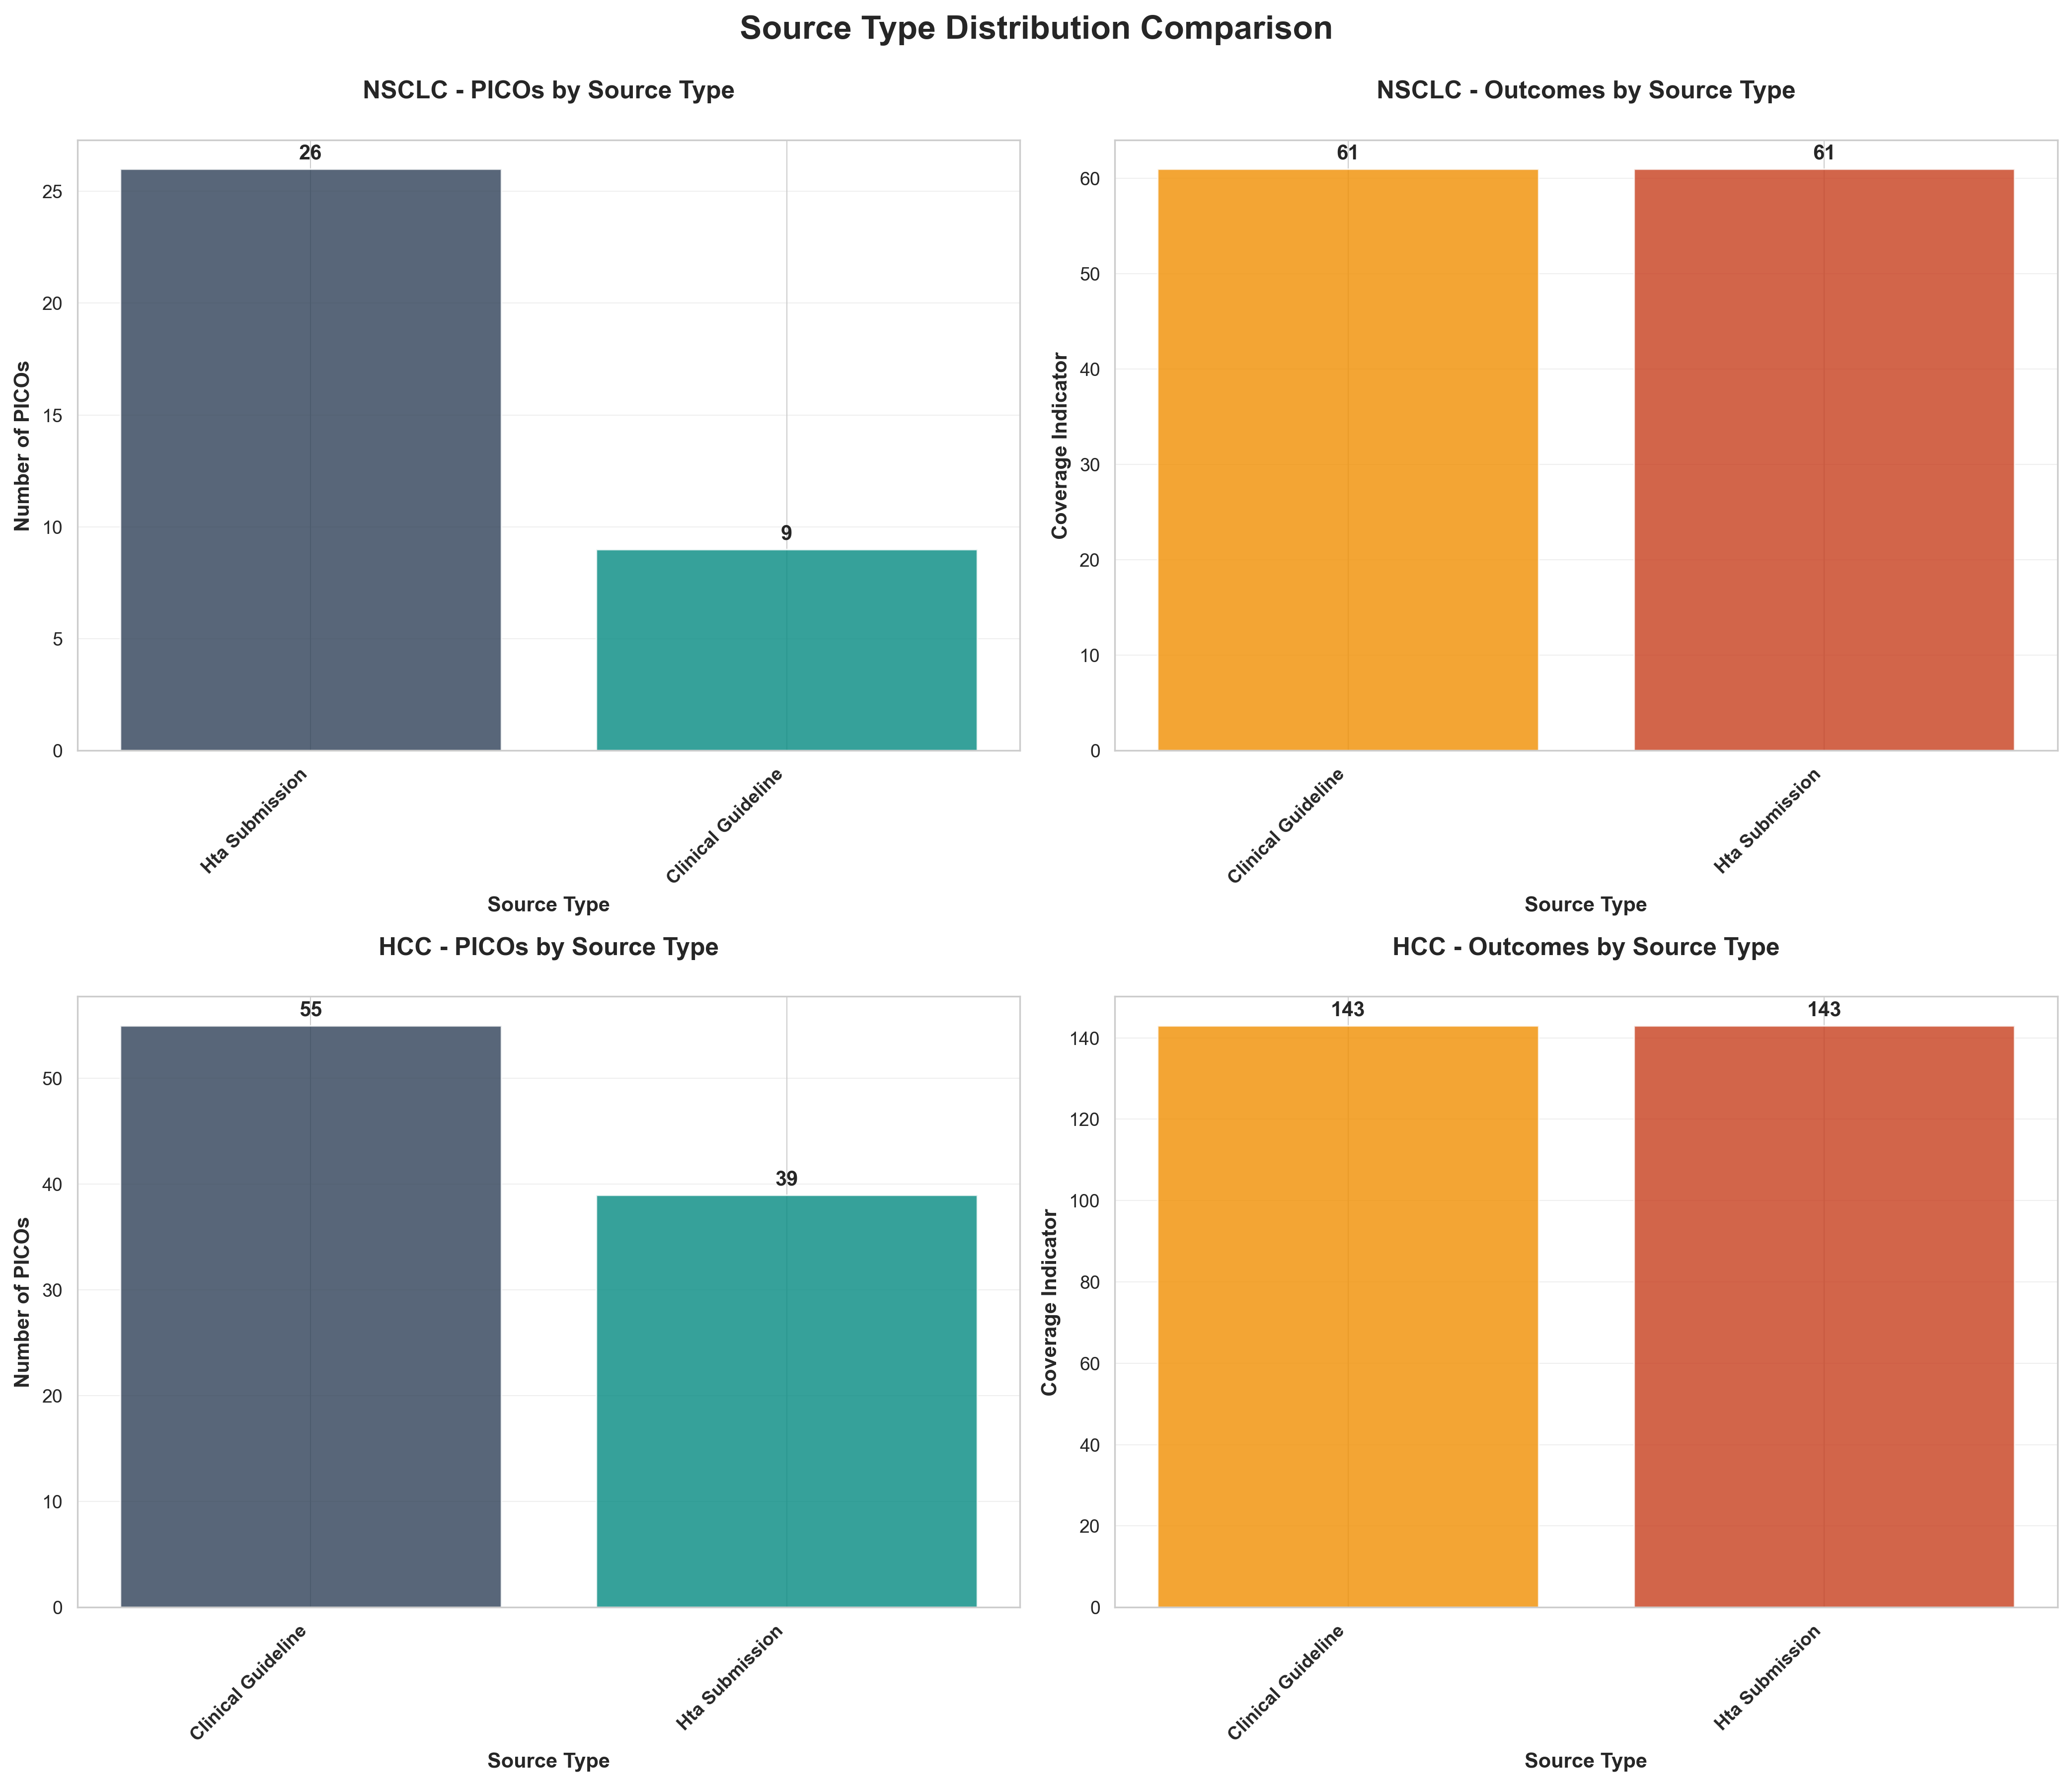 Source Type Distribution Comparison
NSCLC - PICOs by Source Type
26
25
20
15
10
5
0
9
Number of PICOs
Hta Submission
Clinical Guideline
Source Type
NSCLC - Outcomes by Source Type
61
61
60
50
40
30
20
10
0
Coverage Indicator
Clinical Guideline
Hta Submission
Source Type
HCC - PICOs by Source Type
55
50
40
30
20
10
0
39
Number of PICOs
Clinical Guideline
Hta Submission
Source Type
HCC - Outcomes by Source Type
143
143
140
120
100
80
60
40
20
0
Coverage Indicator
Clinical Guideline
Hta Submission
Source Type